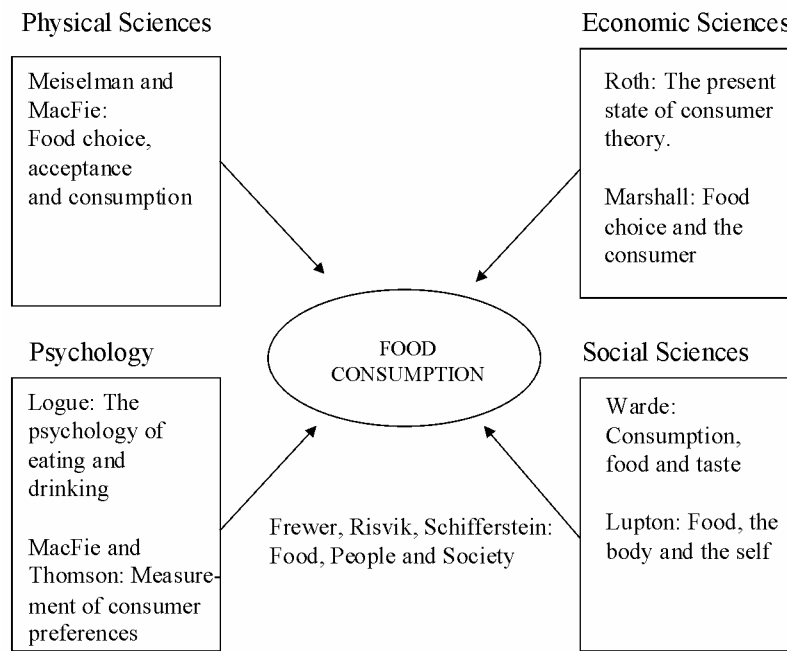 Physical Sciences
Meiselman and
MacFie:
Food choice,
acceptance
and consumption
Economic Sciences
Roth: The present
state of consumer
theory.
Marshall: Food
choice and the
consumer
FOOD
CONSUMPTION
Psychology
Logue: The
psychology of
eating and
drinking
MacFie and
Thomson: Measure-
ment of consumer
preferences
Social Sciences
Warde:
Consumption,
food and taste
Lupton: Food, the
body and the self
Frewer, Risvik, Schifferstein:
Food, People and Society